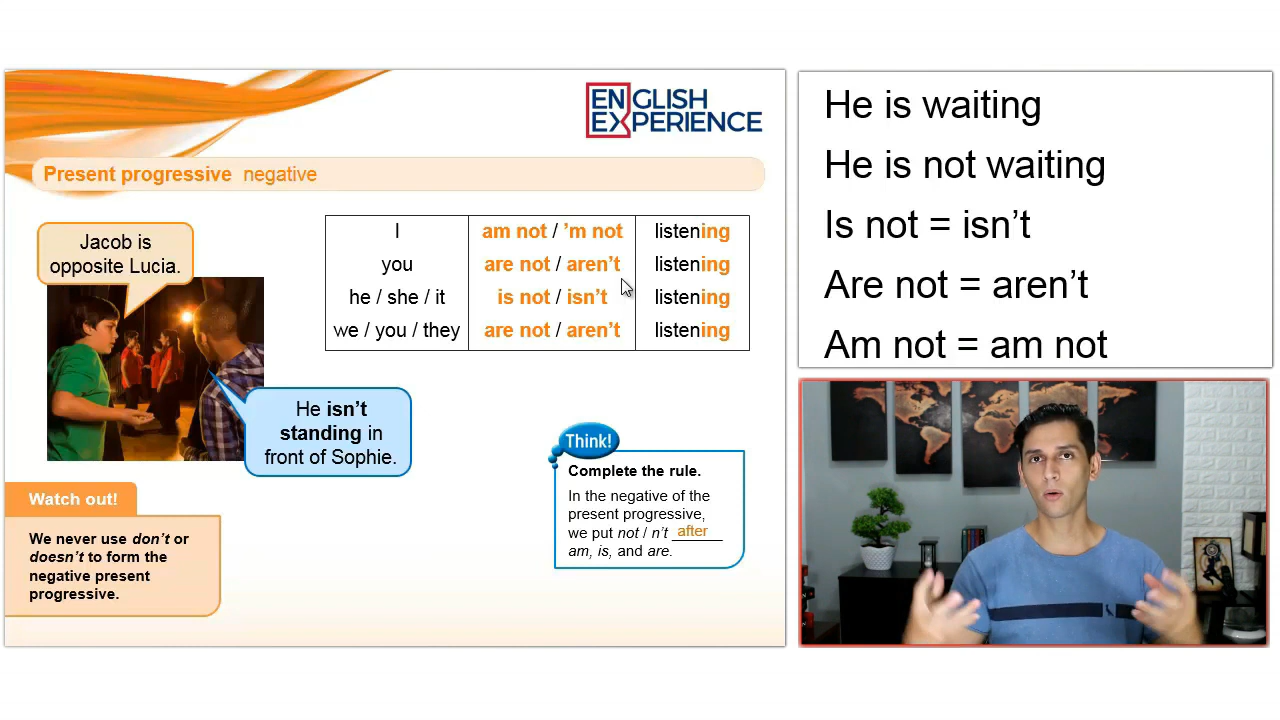 ENGLISH
EXPERIENCE
Present progressive negative
Jacob is
opposite Lucia.
I am not / 'm not listening
you are not / aren't listening
he / she / it is not / isn't listening
we / you / they are not / aren't listening
He isn't
standing in
front of Sophie.
Think!
Complete the rule.
In the negative of the
present progressive,
we put not / n't after
am, is, and are.
Watch out!
We never use don't or
doesn't to form the
negative present
progressive.
He is waiting
He is not waiting
Is not = isn't
Are not = aren't
Am not = am not